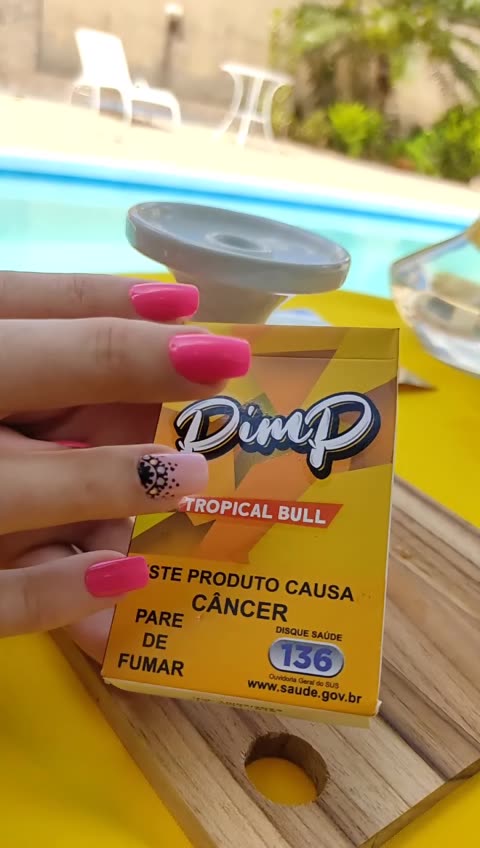 DimP
TROPICAL BULL
STE PRODUTO CAUSA
CÂNCER
PARE
DE
FUMAR
DISQUE SAÚDE
136
Ouvidoria Geral do SUS
www.saude.gov.br